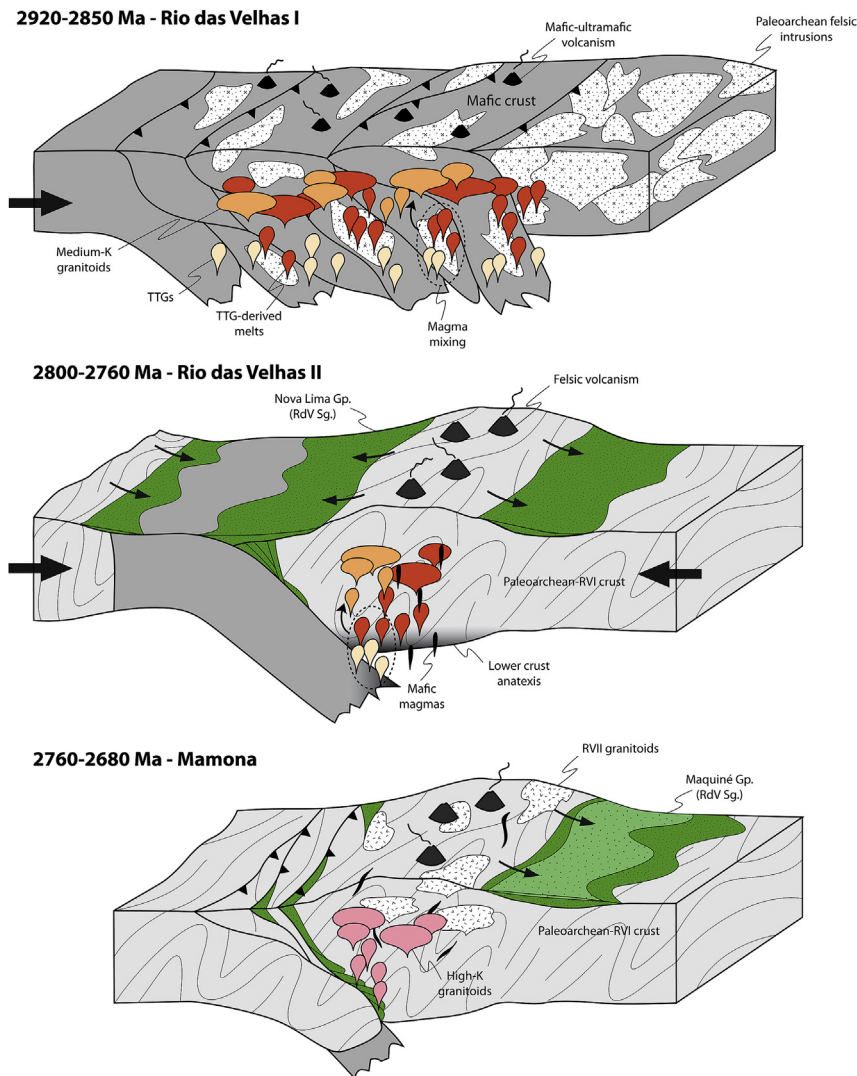 2920-2850 Ma - Rio das Velhas I
Mafic-ultramafic
volcanism
Paleoarchean felsic
intrusions
Mafic crust
Medium-K
granitoids
TTGs
TTG-derived
melts
Magma
mixing
2800-2760 Ma - Rio das Velhas II
Nova Lima Gp.
(RdV Sg.)
Felsic volcanism
Paleoarchean-RVI crust
Lower crust
anatexis
Mafic
magmas
2760-2680 Ma - Mamona
RVII granitoids
Maquiné Gp.
(RdV Sg.)
Paleoarchean-RVI crust
High-K
granitoids